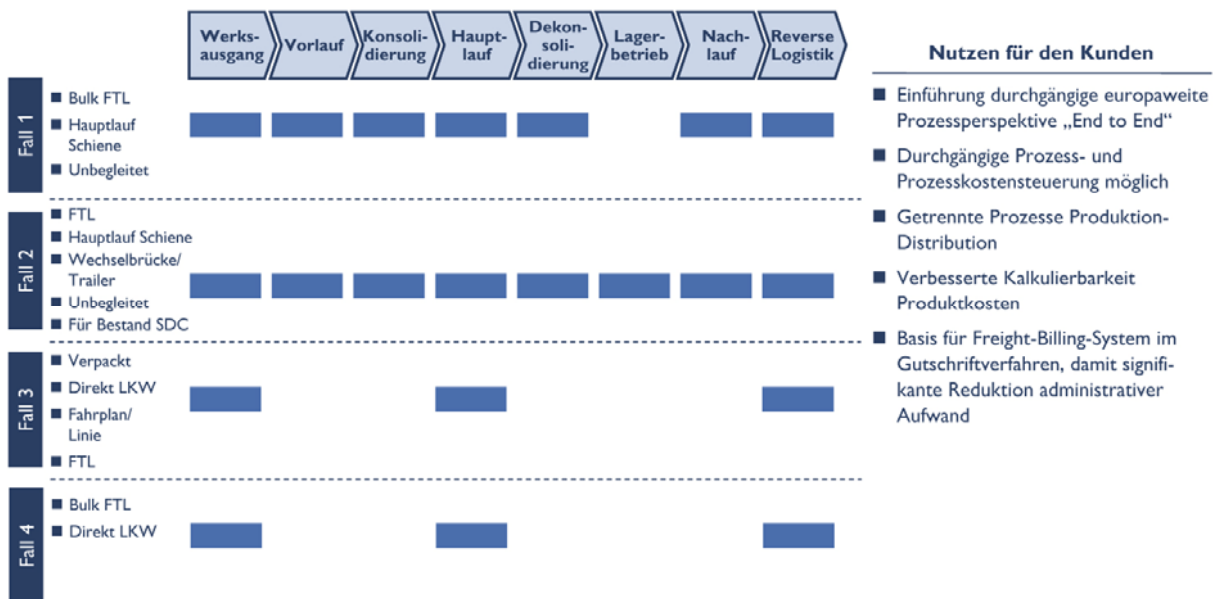 Werks-
ausgang
Vorlauf
Konsoli-
dierung
Haupt-
lauf
Dekon-
soli-
dierung
Lager-
betrieb
Nach-
lauf
Reverse
Logistik
Fall 1
■ Bulk FTL
■ Hauptlauf
Schiene
■ Unbegleitet
Fall 2
■ FTL
■ Hauptlauf Schiene
■ Wechselbrücke/
Trailer
■ Unbegleitet
■ Für Bestand SDC
Fall 3
■ Verpackt
■ Direkt LKW
■ Fahrplan/
Linie
■ FTL
Fall 4
■ Bulk FTL
■ Direkt LKW
Nutzen für den Kunden
■ Einführung durchgängige europaweite
Prozessperspektive „End to End“
■ Durchgängige Prozess- und
Prozesskostensteuerung möglich
■ Getrennte Prozesse Produktion-
Distribution
■ Verbesserte Kalkulierbarkeit
Produktkosten
■ Basis für Freight-Billing-System im
Gutschriftverfahren, damit signifi-
kante Reduktion administrativer
Aufwand